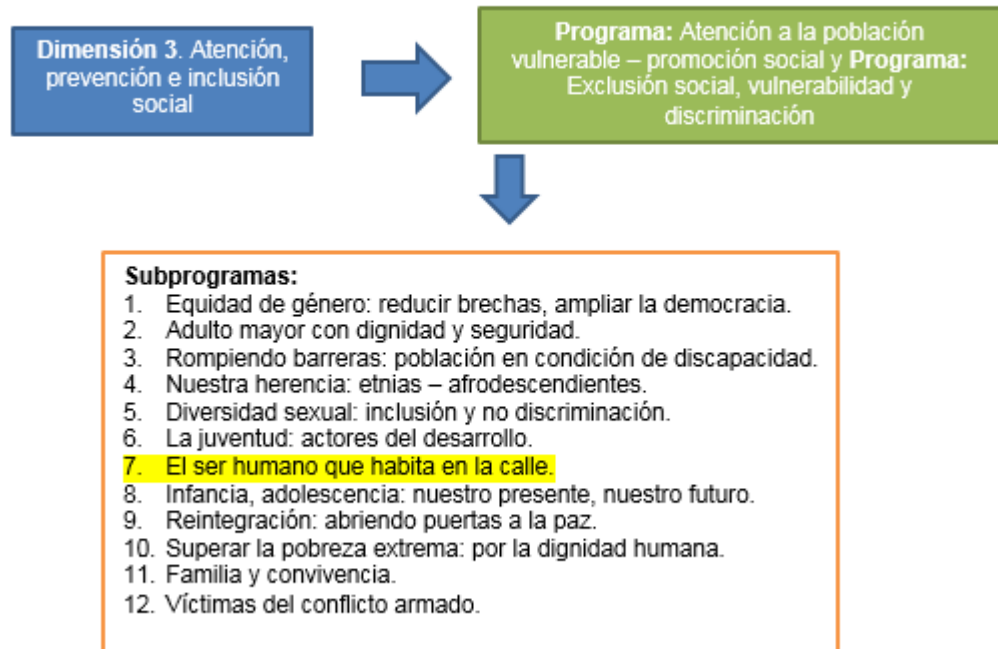 Dimensión 3. Atención,
prevención e inclusión
social
Programa: Atención a la población
vulnerable – promoción social y Programa:
Exclusión social, vulnerabilidad y
discriminación
Subprogramas:
1. Equidad de género: reducir brechas, ampliar la democracia.
2. Adulto mayor con dignidad y seguridad.
3. Rompiendo barreras: población en condición de discapacidad.
4. Nuestra herencia: etnias – afrodescendientes.
5. Diversidad sexual: inclusión y no discriminación.
6. La juventud: actores del desarrollo.
7. El ser humano que habita en la calle.
8. Infancia, adolescencia: nuestro presente, nuestro futuro.
9. Reintegración: abriendo puertas a la paz.
10. Superar la pobreza extrema: por la dignidad humana.
11. Familia y convivencia.
12. Víctimas del conflicto armado.